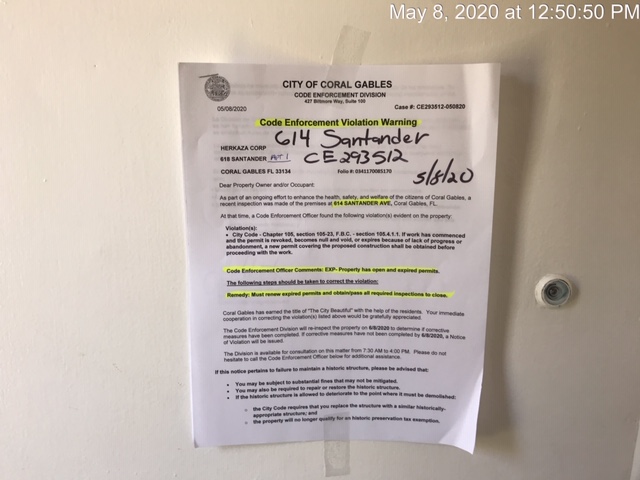 May 8, 2020 at 12:50:50 PM
CITY OF CORAL GABLES
CODE ENFORCEMENT DIVISION
427 Biltmore Way, Suite 100
05/08/2020
Case #: CE293512-050820
Code Enforcement Violation Warning
614 Santander
HERKAZA CORP
618 SANTANDER APT 1
CE293512
CORAL GABLES FL 33134
Folio #: 0341170085170
5/8/20
Dear Property Owner and/or Occupant:
As part of an ongoing effort to enhance the health, safety, and welfare of the citizens of Coral Gables, a
recent inspection was made of the premises at 614 SANTANDER AVE, Coral Gables, FL.
At that time, a Code Enforcement Officer found the following violation(s) evident on the property:
Violation(s):
• City Code - Chapter 105, section 105-23, F.B.C. - section 105.4.1.1. If work has commenced
and the permit is revoked, becomes null and void, or expires because of lack of progress or
abandonment, a new permit covering the proposed construction shall be obtained before
proceeding with the work.
Code Enforcement Officer Comments: EXP- Property has open and expired permits.
The following steps should be taken to correct the violation:
Remedy: Must renew expired permits and obtain/pass all required inspections to close.
Coral Gables has earned the title of "The City Beautiful" with the help of the residents. Your immediate
cooperation in correcting the violation(s) listed above would be gratefully appreciated.
The Code Enforcement Division will re-inspect the property on 6/8/2020 to determine if corrective
measures have been completed. If corrective measures have not been completed by 6/8/2020, a Notice
of Violation will be issued.
The Division is available for consultation on this matter from 7:30 AM to 4:00 PM. Please do not
hesitate to call the Code Enforcement Officer below for additional assistance.
If this notice pertains to failure to maintain a historic structure, please be advised that:
• You may be subject to substantial fines that may not be mitigated.
• You may also be required to repair or restore the historic structure.
• If the historic structure is allowed to deteriorate to the point where it must be demolished:
○ the City Code requires that you replace the structure with a similar historically-
appropriate structure; and
○ the property will no longer qualify for an historic preservation tax exemption.